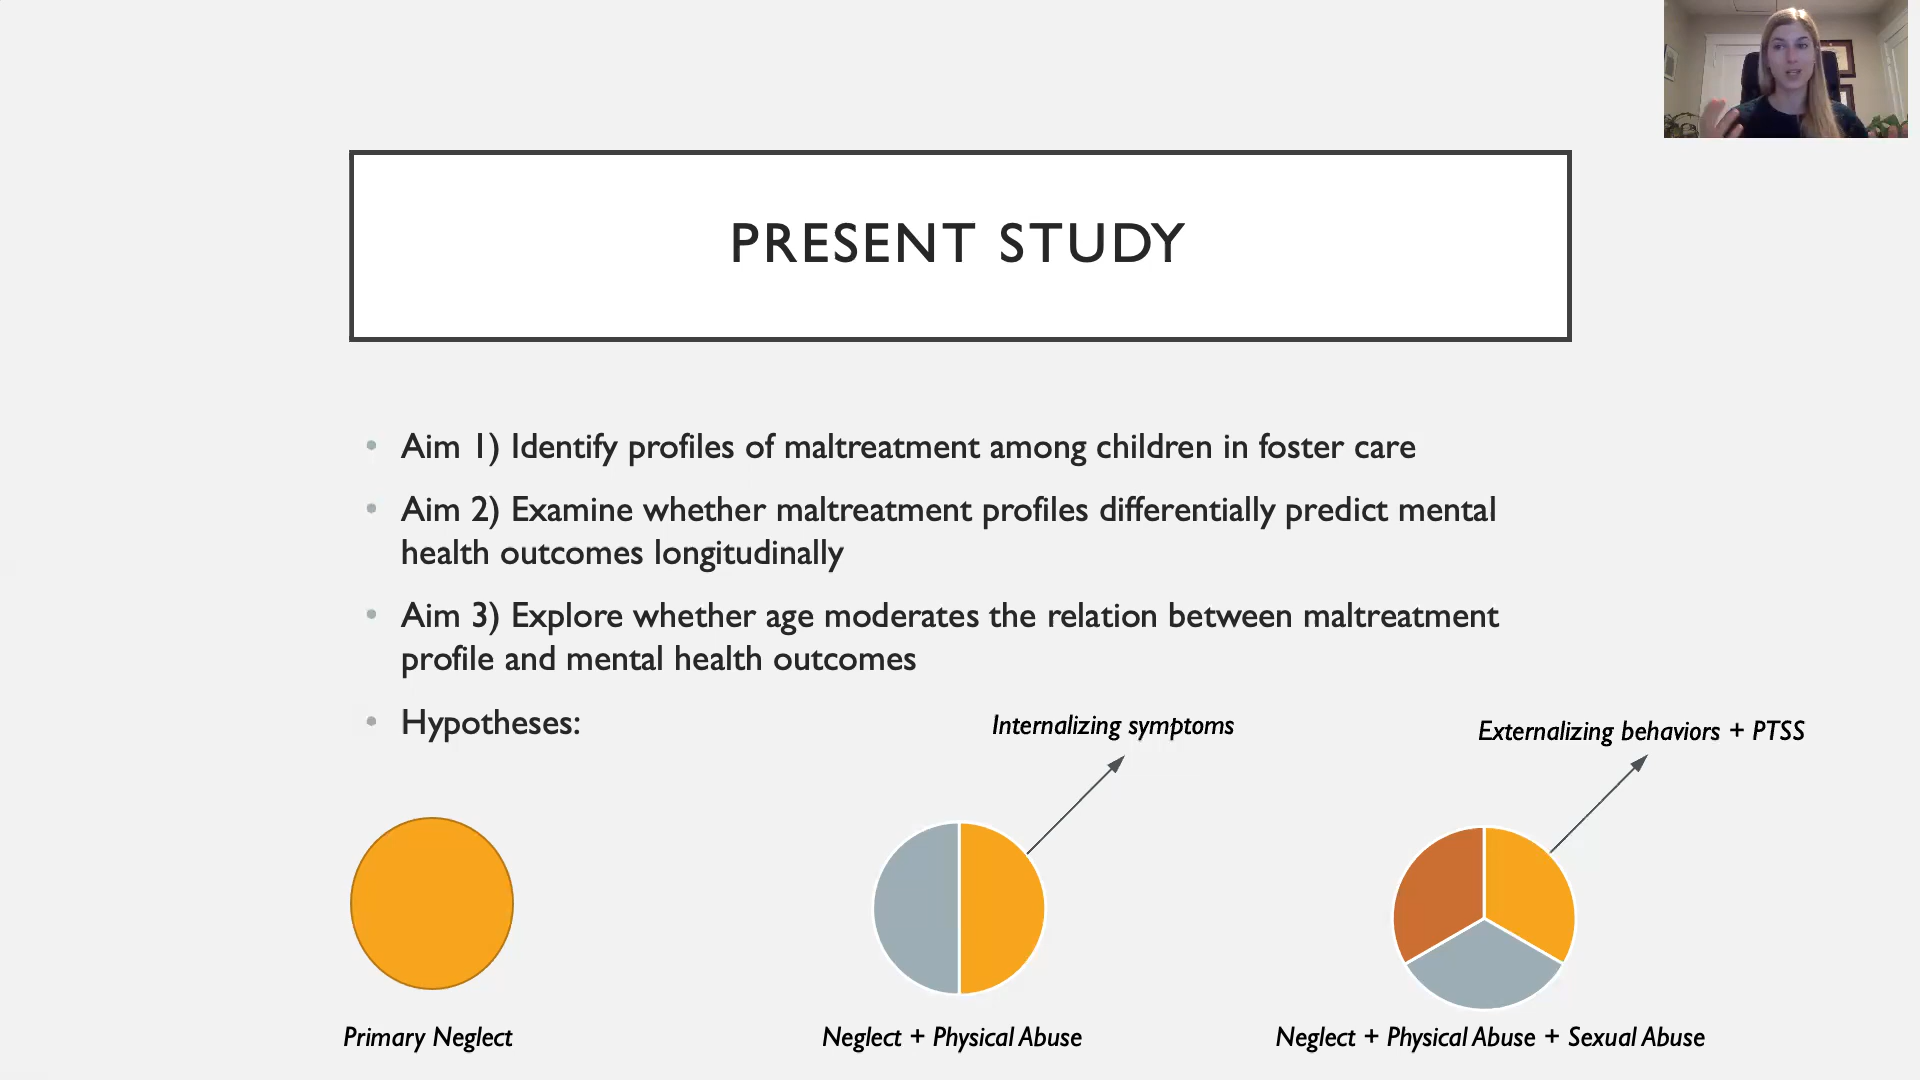 PRESENT STUDY
• Aim 1) Identify profiles of maltreatment among children in foster care
• Aim 2) Examine whether maltreatment profiles differentially predict mental
health outcomes longitudinally
• Aim 3) Explore whether age moderates the relation between maltreatment
profile and mental health outcomes
• Hypotheses:
Internalizing symptoms
Externalizing behaviors + PTSS
Primary Neglect
Neglect + Physical Abuse
Neglect + Physical Abuse + Sexual Abuse